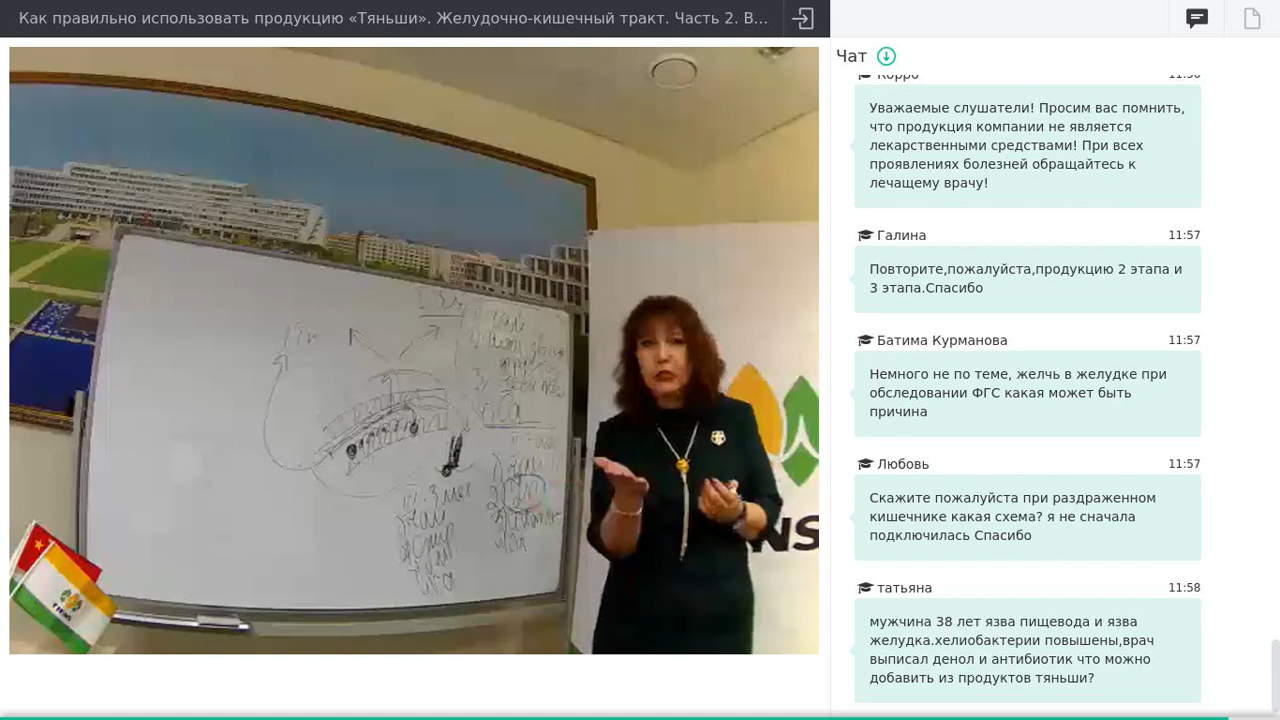 Как правильно использовать продукцию «Тяньши». Желудочно-кишечный тракт. Часть 2. В...
Чат
Корро 11:56
Уважаемые слушатели! Просим вас помнить,
что продукция компании не является
лекарственными средствами! При всех
проявлениях болезней обращайтесь к
лечащему врачу!
Галина 11:57
Повторите,пожалуйста,продукцию 2 этапа и
3 этапа.Спасибо
Батима Курманова 11:57
Немного не по теме, желчь в желудке при
обследовании ФГС какая может быть
причина
Любовь 11:57
Скажите пожалуйста при раздраженном
кишечнике какая схема? я не сначала
подключилась Спасибо
татьяна 11:58
мужчина 38 лет язва пищевода и язва
желудка.хелиобактерии повышены,врач
выписал денол и антибиотик что можно
добавить из продуктов тяньши?